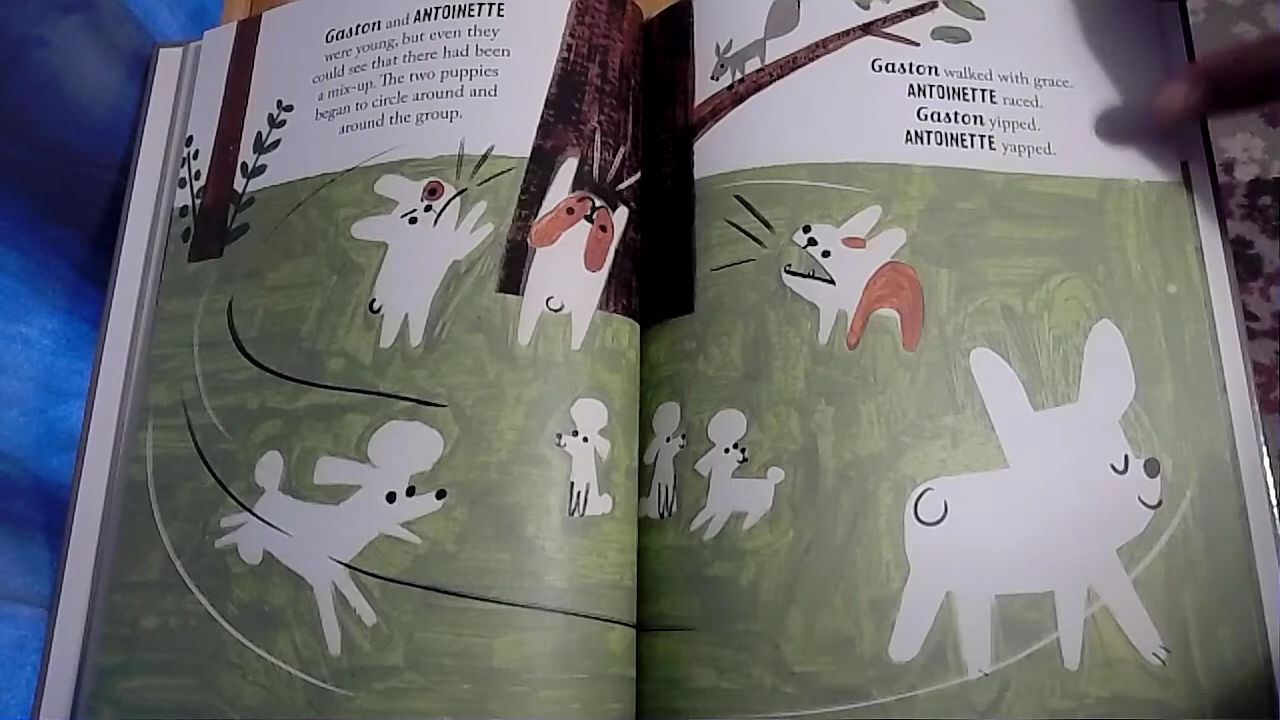 Gaston and ANTOINETTE
were young, but even they
could see that there had been
a mix-up. The two puppies
began to circle around and
around the group.
Gaston walked with grace.
ANTOINETTE raced.
Gaston yipped.
ANTOINETTE yapped.